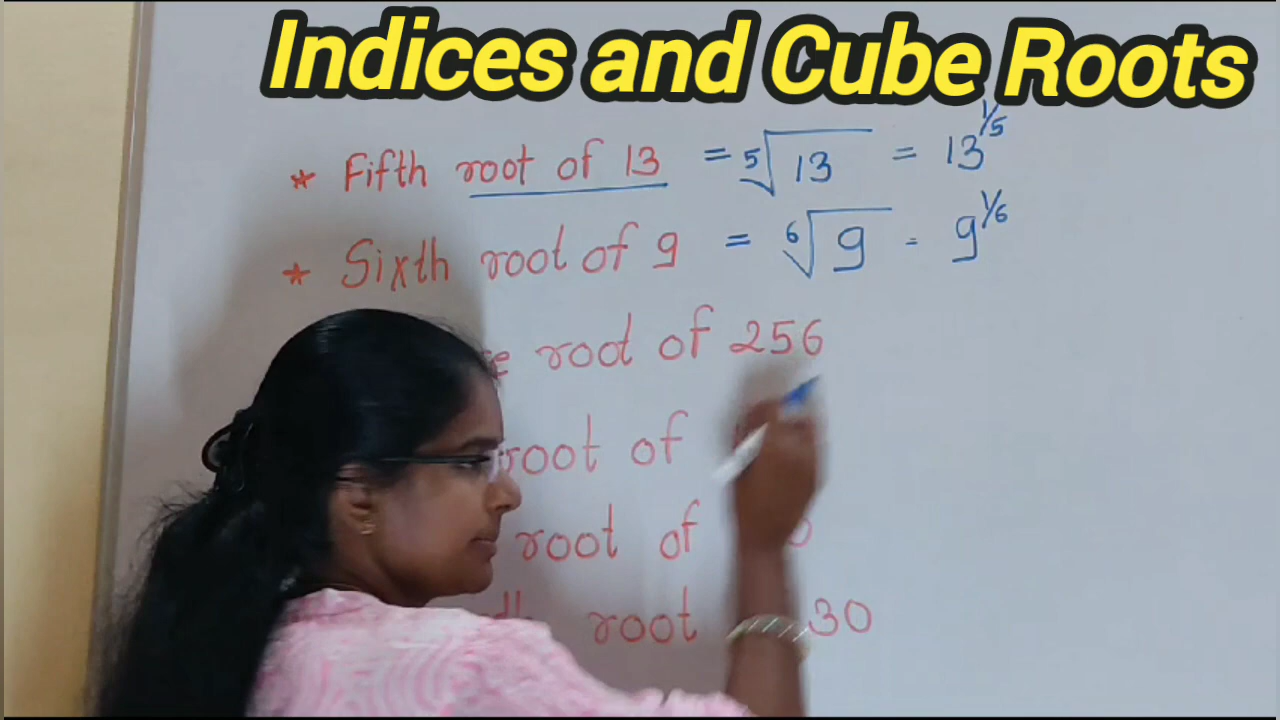 Indices and Cube Roots
* Fifth root of 13 = ⁵√13 = 13^1/5
* Sixth root of 9 = ⁶√9 = 9^1/6
root of 256
root of
root of
root 30